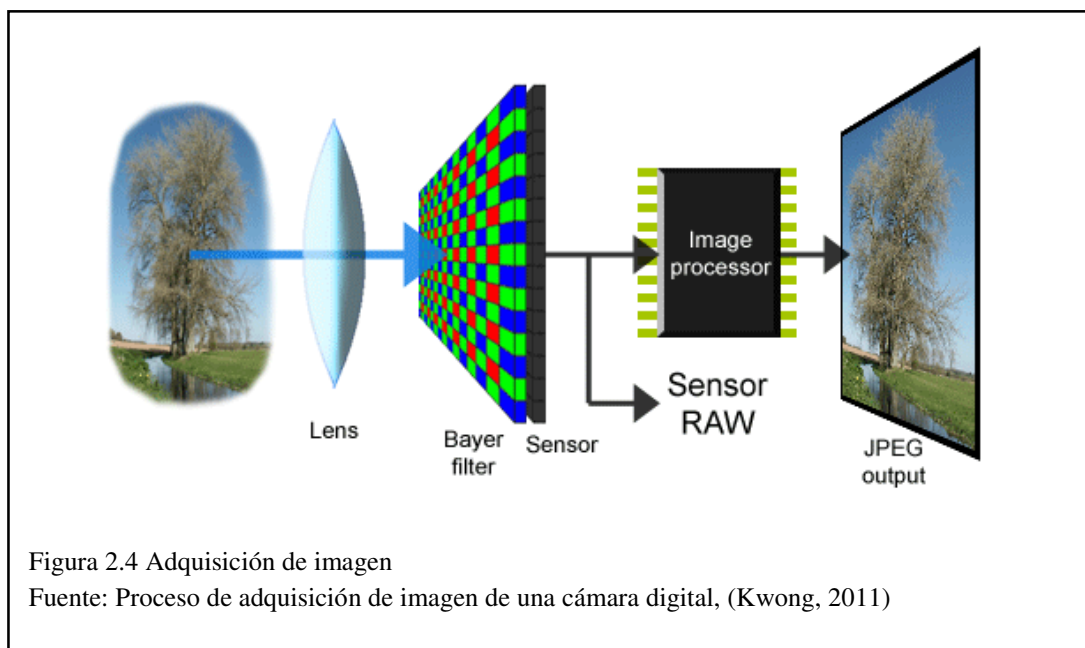 Lens
Bayer
filter
Sensor
Image
processor
Sensor
RAW
JPEG
output
Figura 2.4 Adquisición de imagen
Fuente: Proceso de adquisición de imagen de una cámara digital, (Kwong, 2011)